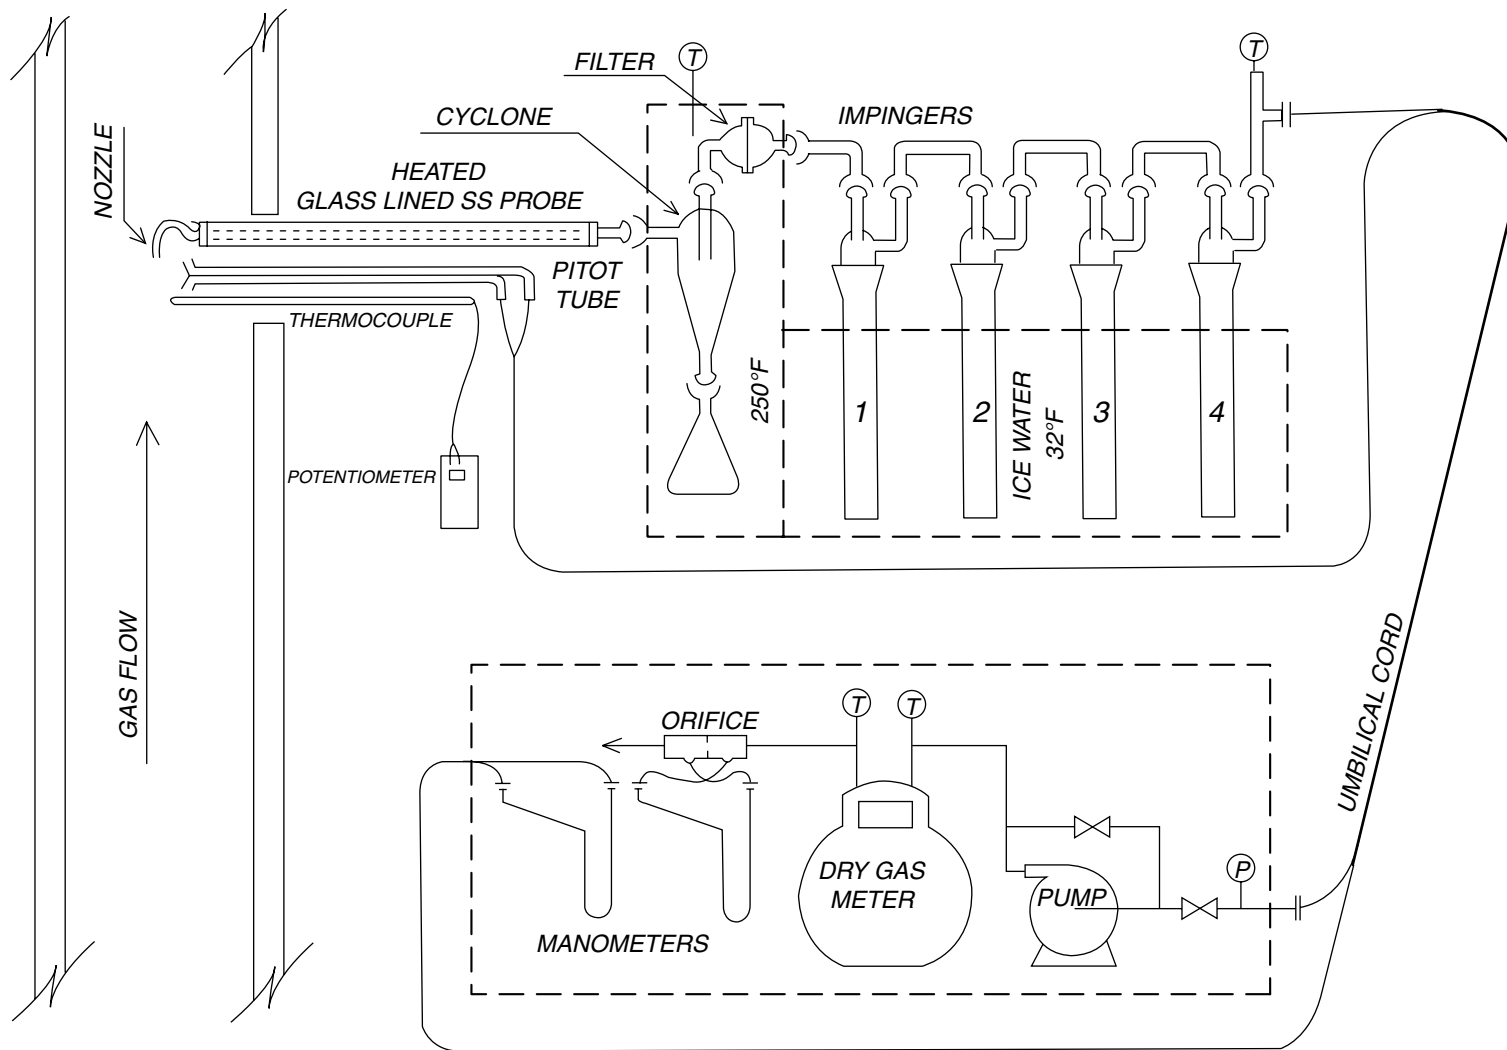 FILTER
T
T
CYCLONE
IMPINGERS
NOZZLE
HEATED
GLASS LINED SS PROBE
PITOT
TUBE
THERMOCOUPLE
250°F
1
2
ICE WATER
32°F
3
4
POTENTIOMETER
GAS FLOW
UMBILICAL CORD
ORIFICE
T
T
DRY GAS
METER
PUMP
P
MANOMETERS